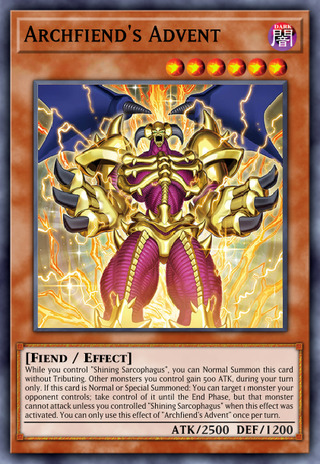 Archfiend's Advent
DARK
闇
[Fiend / Effect]
While you control "Shining Sarcophagus", you can Normal Summon this card
without Tributing. Other monsters you control gain 500 ATK, during your turn
only. If this card is Normal or Special Summoned: You can target 1 monster your
opponent controls; take control of it until the End Phase, but that monster
cannot attack unless you controlled "Shining Sarcophagus" when this effect was
activated. You can only use this effect of "Archfiend's Advent" once per turn.
ATK/2500 DEF/1200